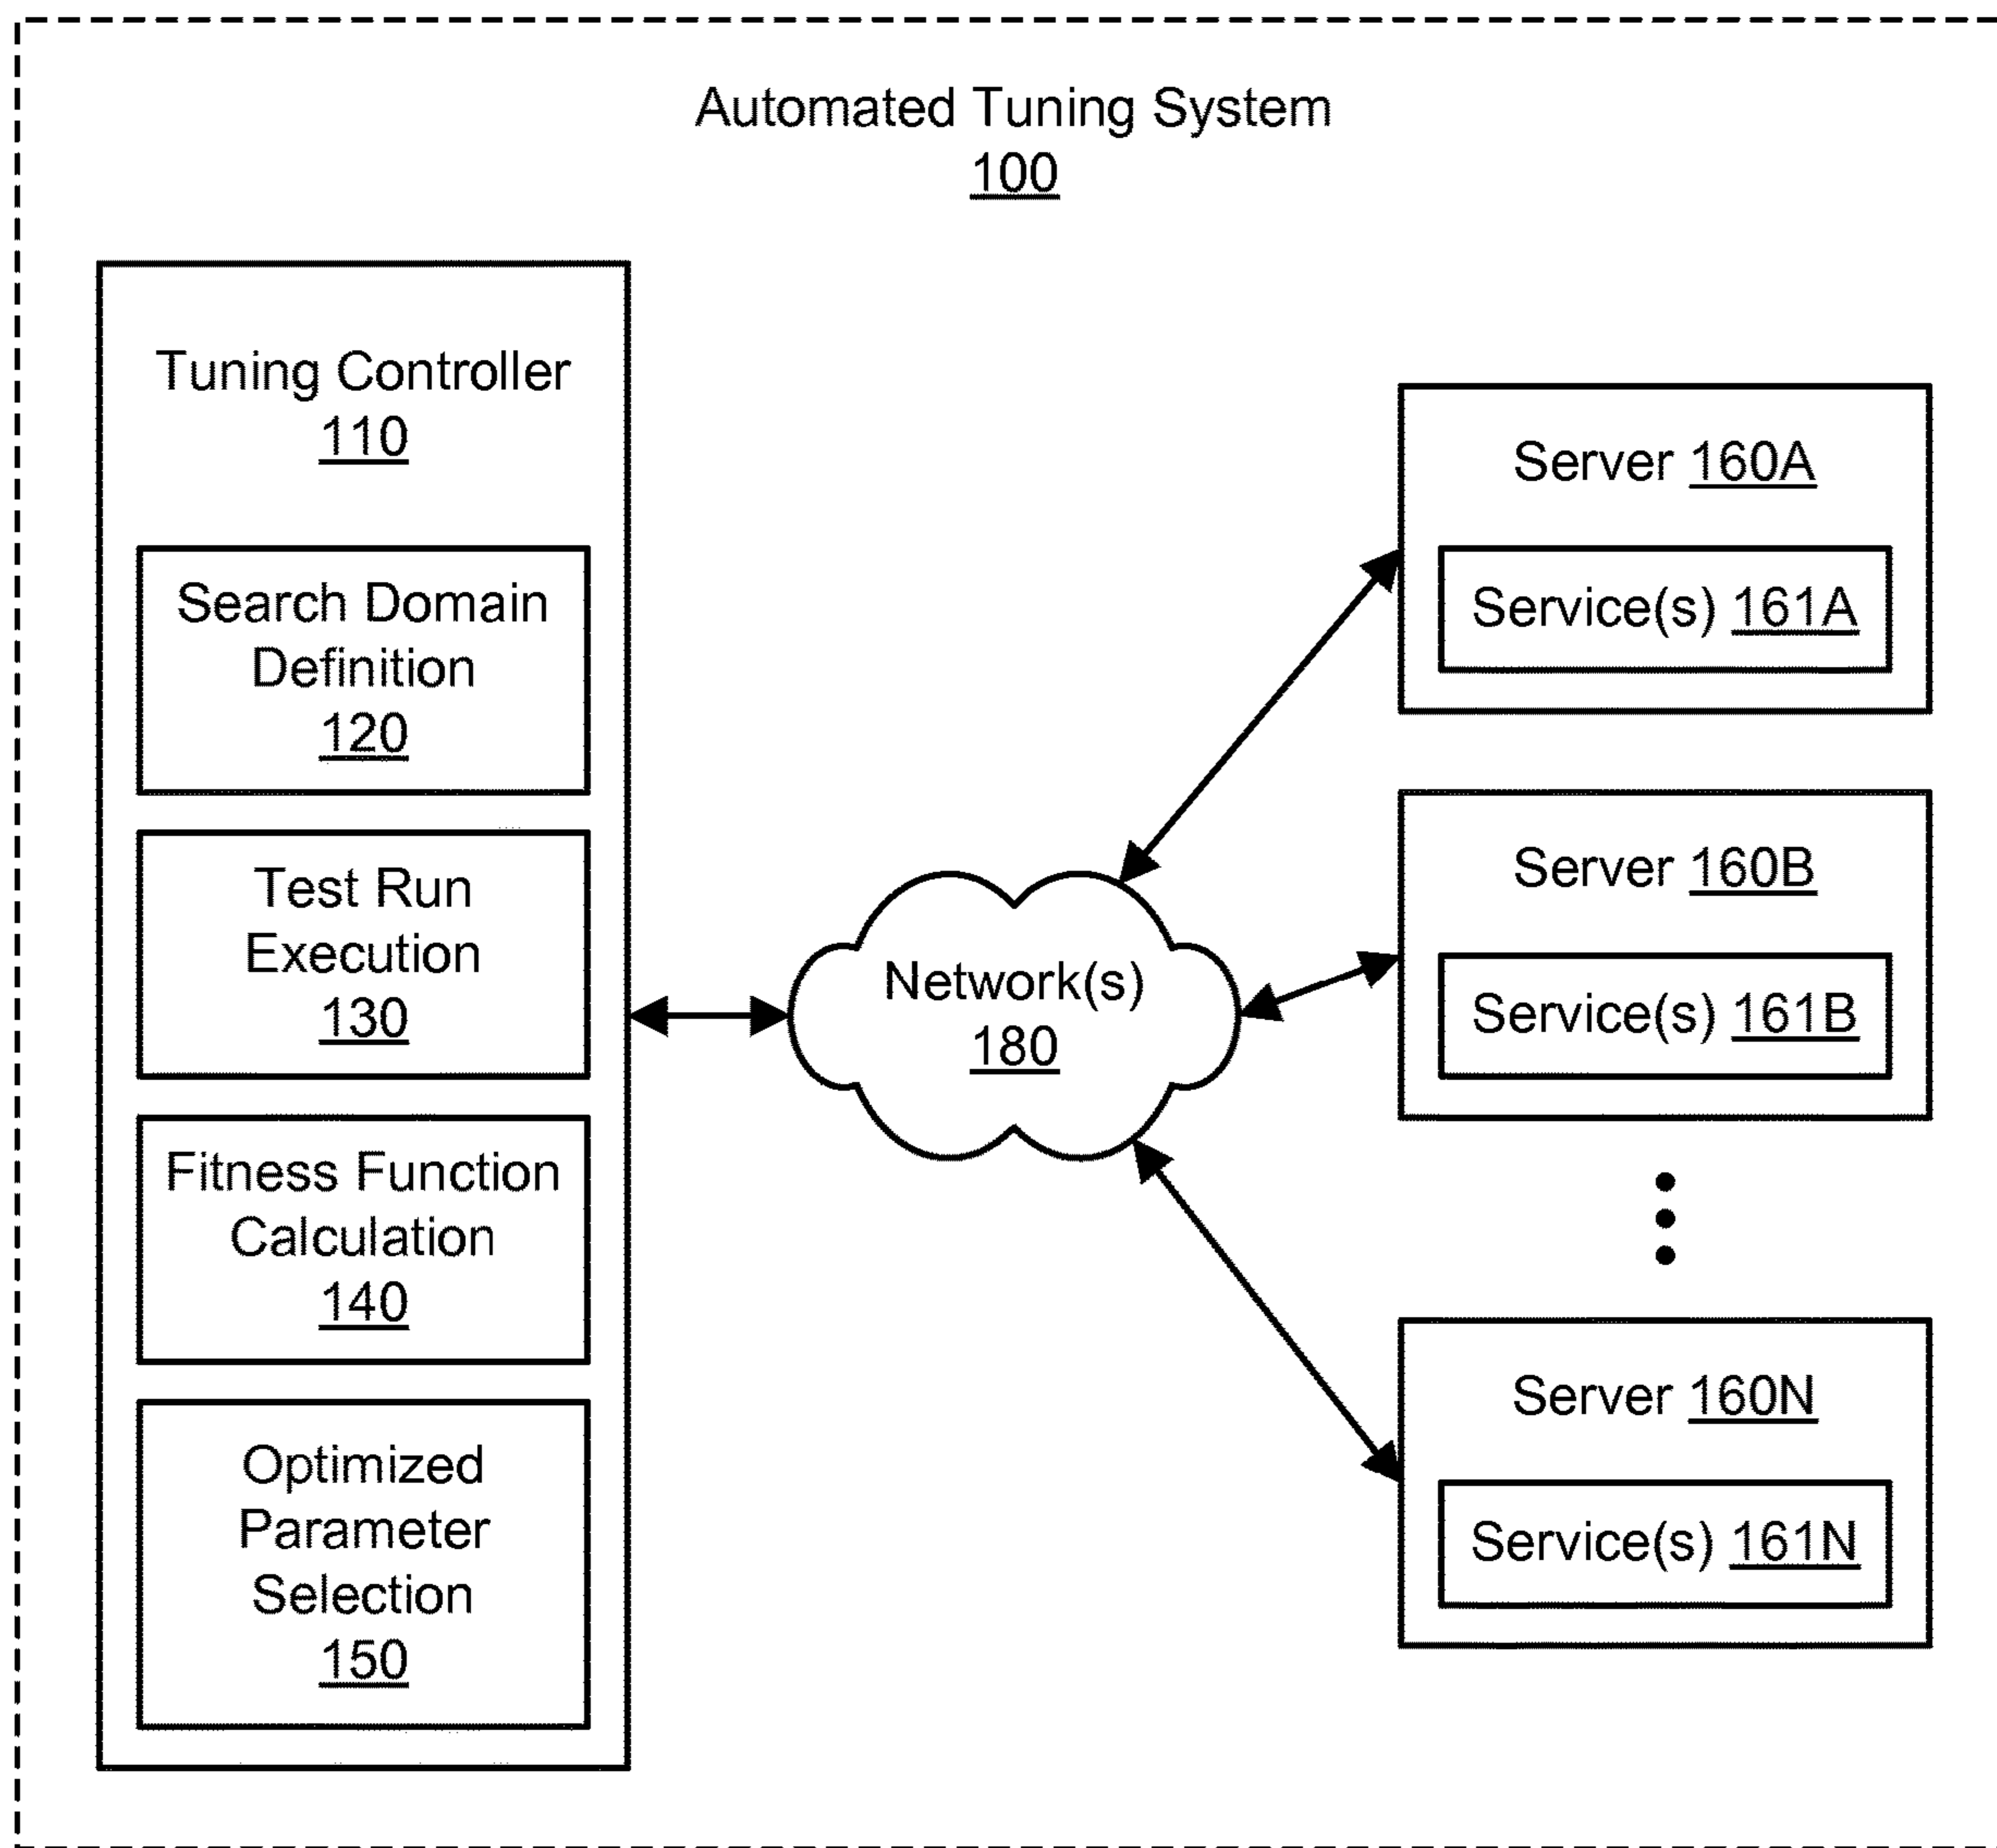 Automated Tuning System
100
Tuning Controller
110
Search Domain
Definition
120
Test Run
Execution
130
Fitness Function
Calculation
140
Optimized
Parameter
Selection
150
Network(s)
180
Server 160A
Service(s) 161A
Server 160B
Service(s) 161B
Server 160N
Service(s) 161N